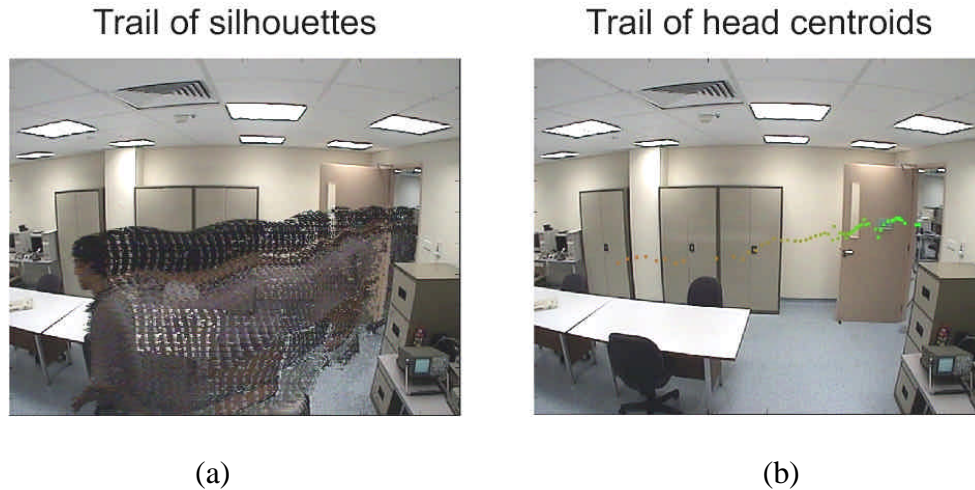 Trail of silhouettes
Trail of head centroids
(a)
(b)